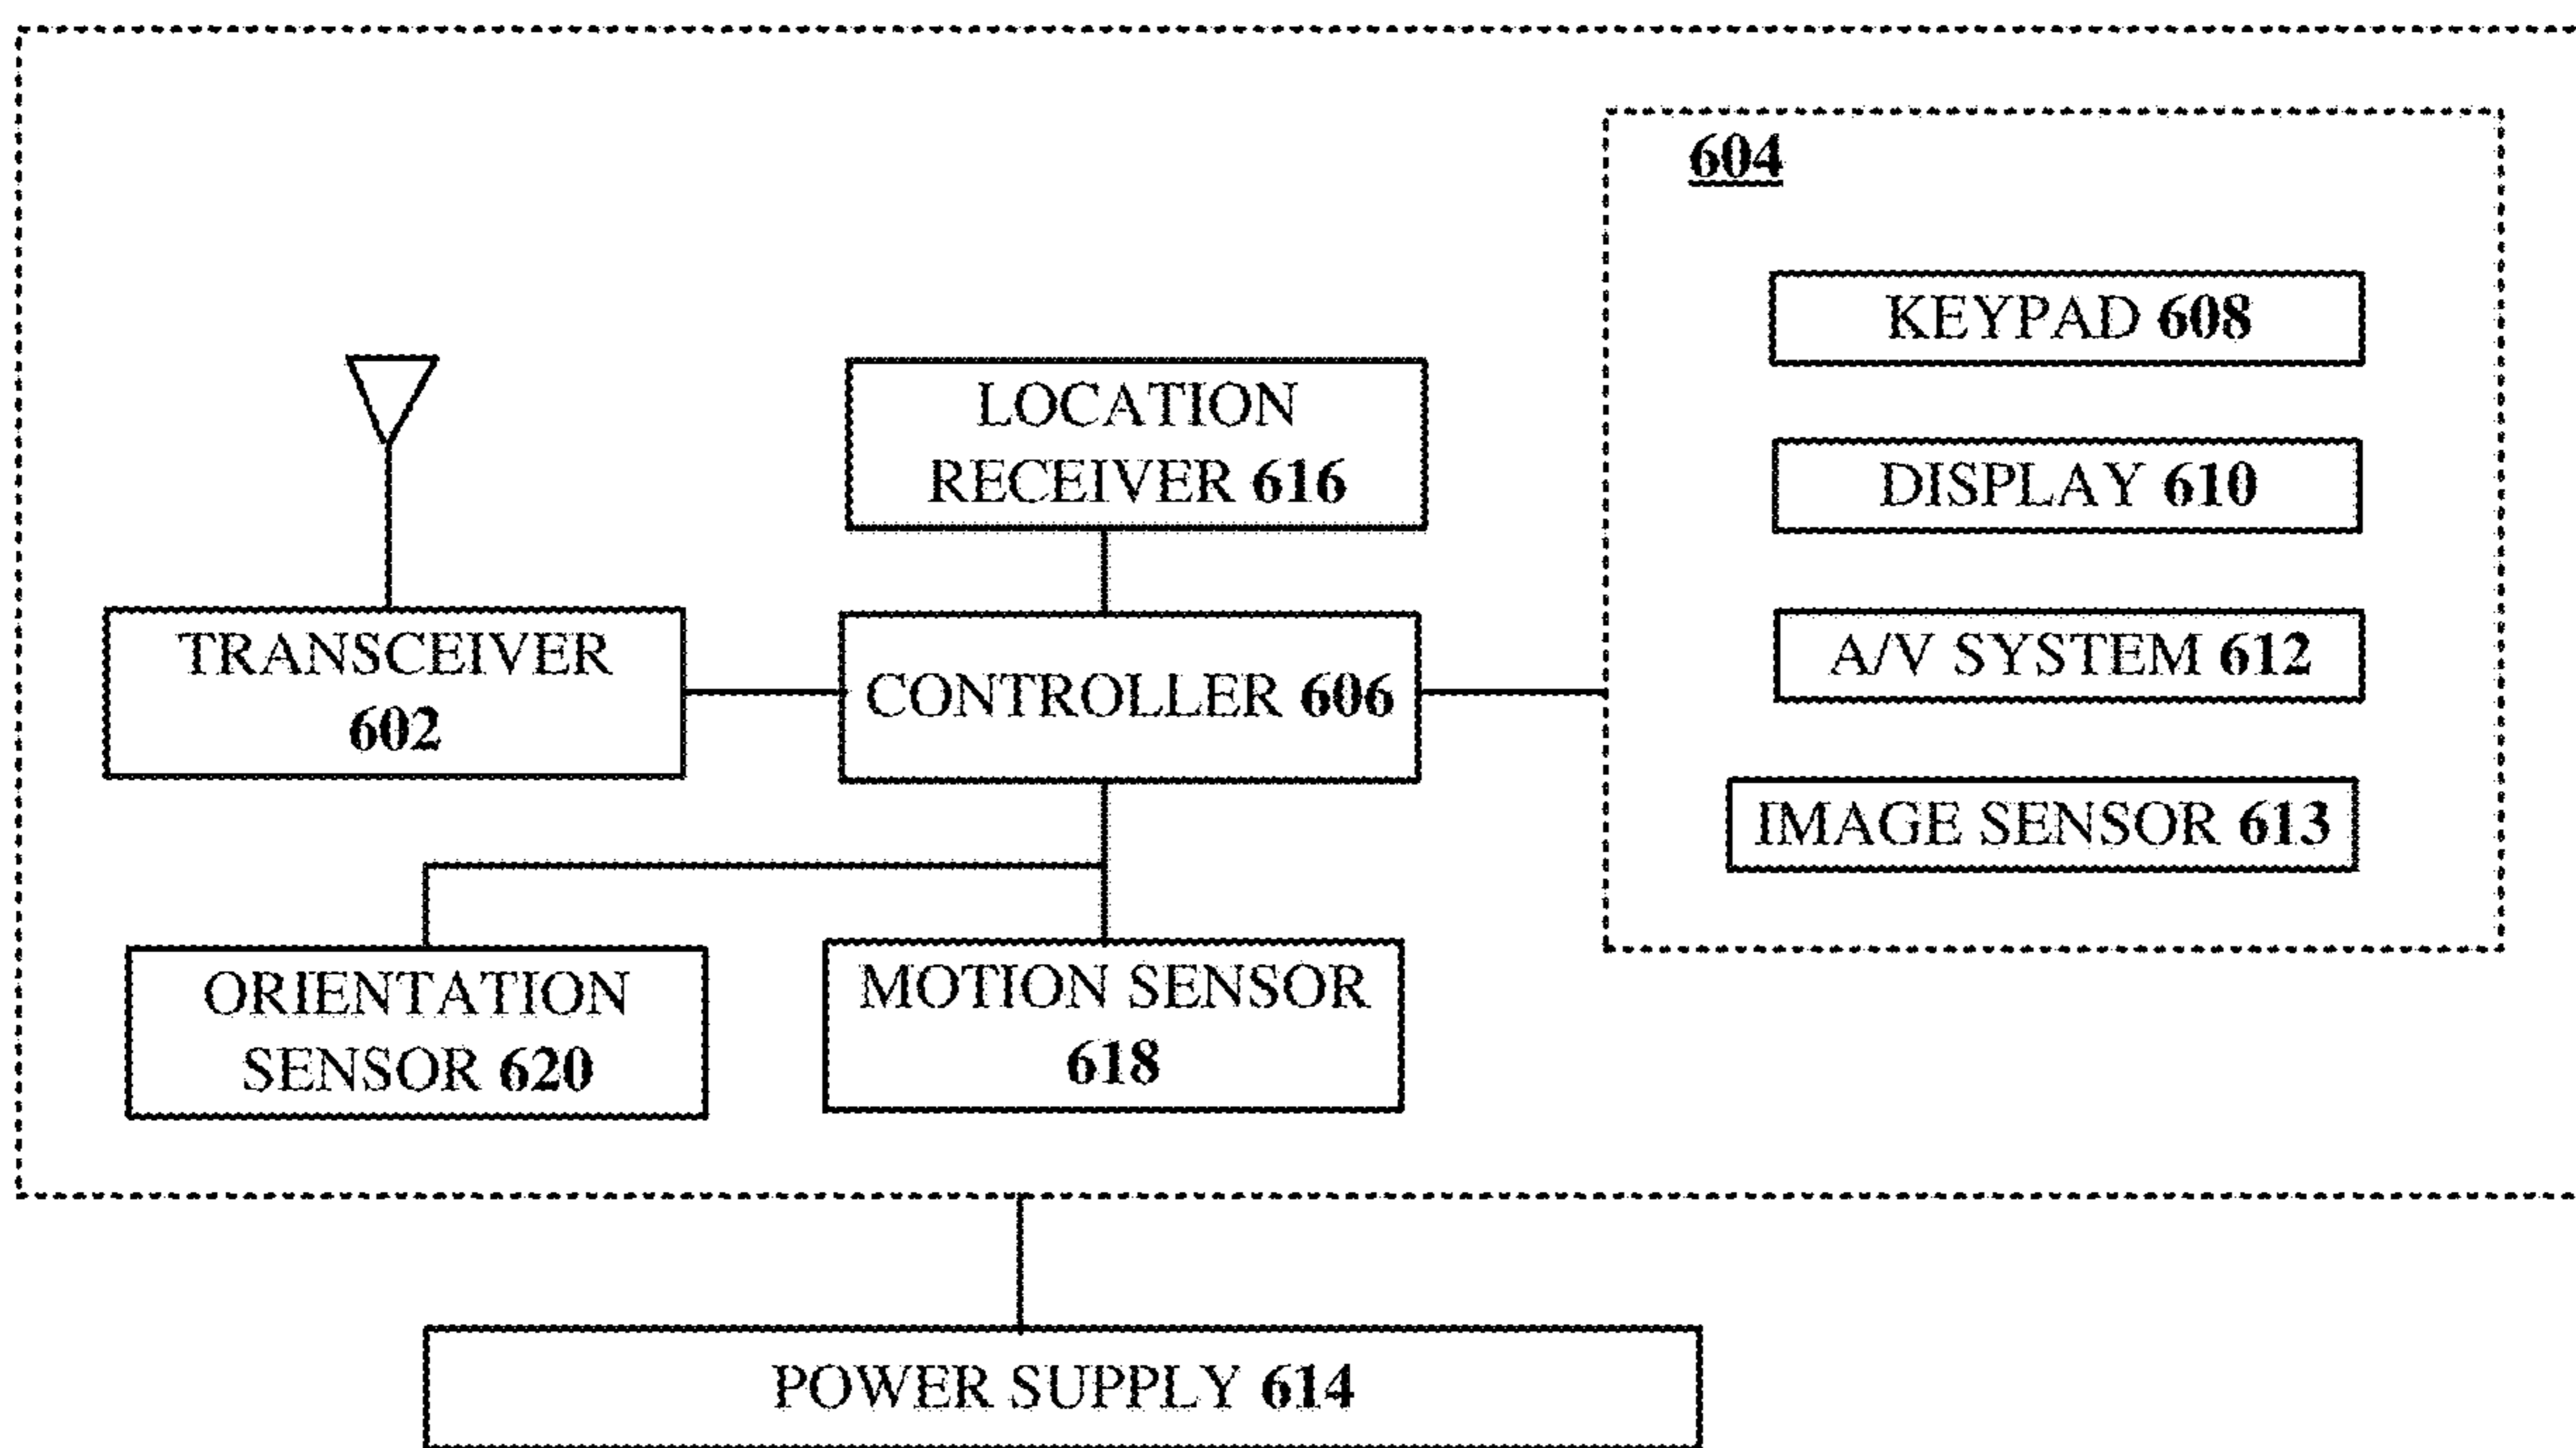 604
KEYPAD 608
LOCATION
RECEIVER 616
DISPLAY 610
TRANSCEIVER
602
CONTROLLER 606
A/V SYSTEM 612
IMAGE SENSOR 613
ORIENTATION
SENSOR 620
MOTION SENSOR
618
POWER SUPPLY 614